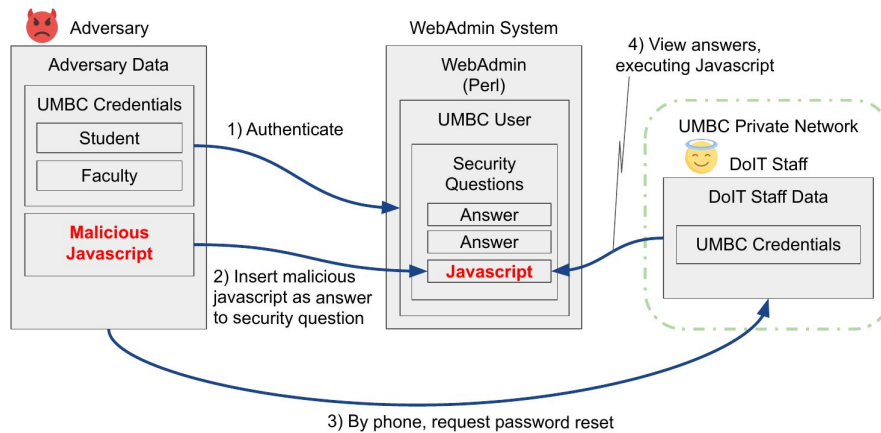 Adversary
Adversary Data
UMBC Credentials
Student
Faculty
Malicious
Javascript
1) Authenticate
2) Insert malicious
javascript as answer
to security question
WebAdmin System
WebAdmin
(Perl)
UMBC User
Security
Questions
Answer
Answer
Javascript
4) View answers,
executing Javascript
UMBC Private Network
DoIT Staff
DoIT Staff Data
UMBC Credentials
3) By phone, request password reset